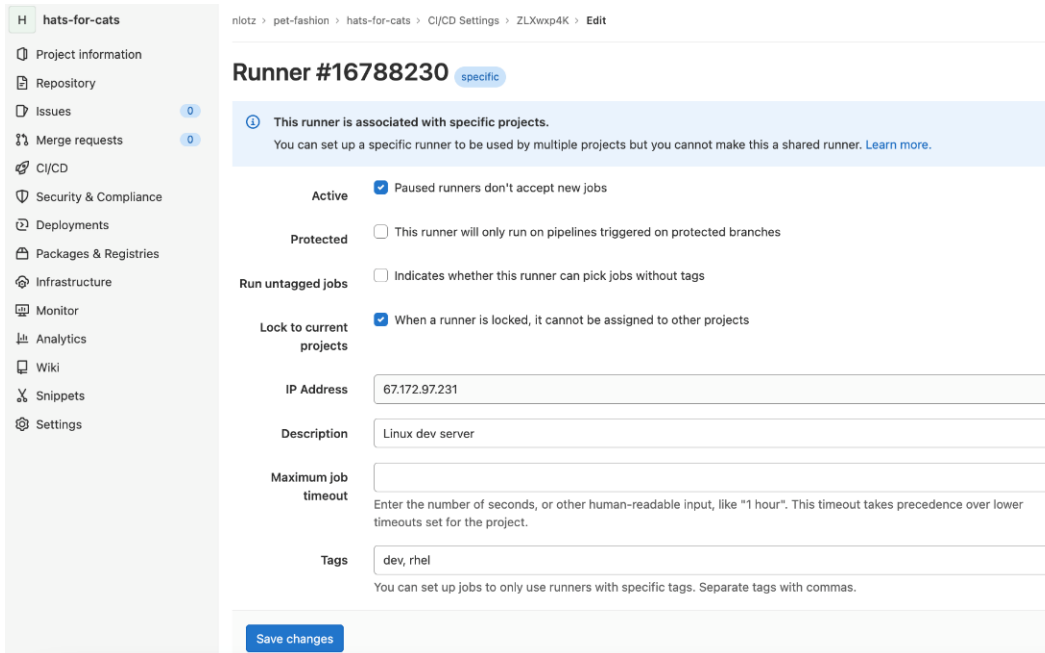 H hats-for-cats
Project information
Repository
Issues 0
Merge requests 0
CI/CD
Security & Compliance
Deployments
Packages & Registries
Infrastructure
Monitor
Analytics
Wiki
Snippets
Settings
nlotz > pet-fashion > hats-for-cats > CI/CD Settings > ZLXwxp4K > Edit
Runner #16788230 specific
This runner is associated with specific projects.
You can set up a specific runner to be used by multiple projects but you cannot make this a shared runner. Learn more.
Active Paused runners don't accept new jobs
Protected This runner will only run on pipelines triggered on protected branches
Run untagged jobs Indicates whether this runner can pick jobs without tags
Lock to current When a runner is locked, it cannot be assigned to other projects
projects
IP Address 67.172.97.231
Description Linux dev server
Maximum job
timeout
Enter the number of seconds, or other human-readable input, like "1 hour". This timeout takes precedence over lower
timeouts set for the project.
Tags dev, rhel
You can set up jobs to only use runners with specific tags. Separate tags with commas.
Save changes